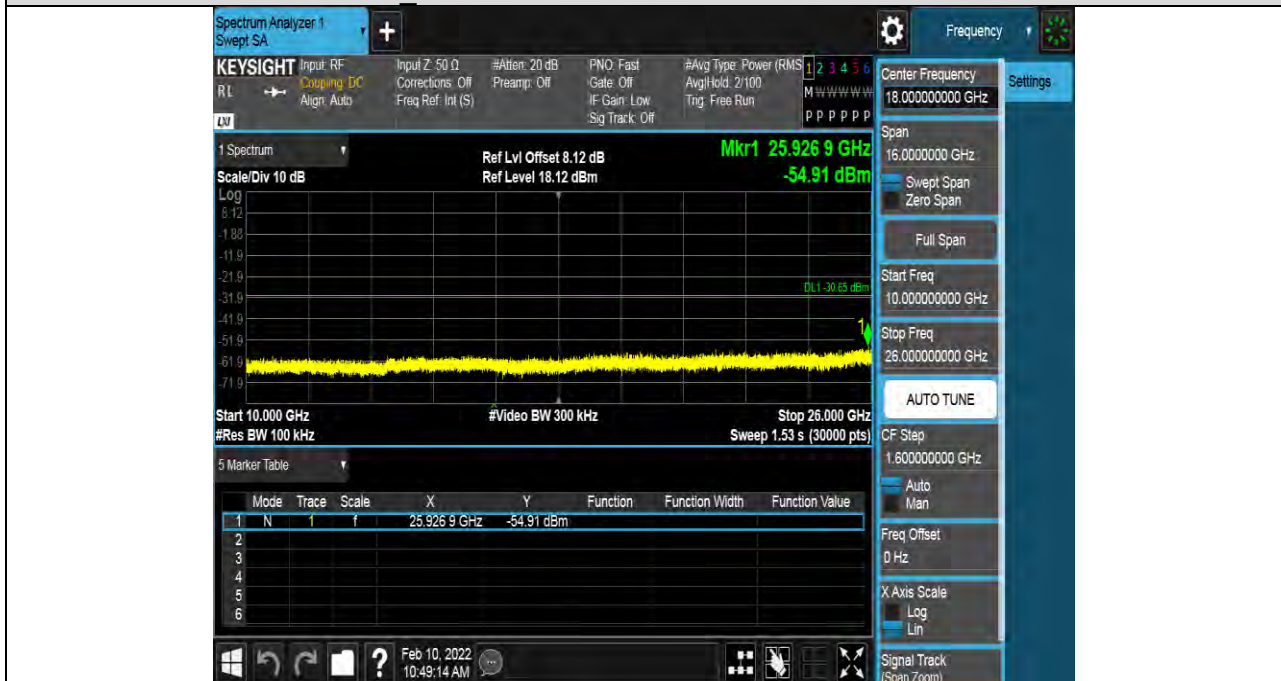 Spectrum Analyzer 1
Swept SA
Frequency
KEYSIGHT
Input: RF
Coupling: DC
Align: Auto
Input Z: 50 Ω
Corrections: Off
Freq Ref: Int (S)
#Atten: 20 dB
Preamp: Off
PNO: Fast
Gate: Off
IF Gain: Low
Sig Track: Off
#Avg Type: Power (RMS
Avg|Hold: 2/100
Trig: Free Run
1 2 3 4 5 6
M W W W W W
P P P P P P
LXI
1 Spectrum
Scale/Div 10 dB
Ref Lvl Offset 8.12 dB
Ref Level 18.12 dBm
Mkr1 25.926 9 GHz
-54.91 dBm
Log
8.12
-1.88
-11.9
-21.9
-31.9
-41.9
-51.9
-61.9
-71.9
DL1 -30.65 dBm
1
Start 10.000 GHz
#Res BW 100 kHz
#Video BW 300 kHz
Stop 26.000 GHz
Sweep 1.53 s (30000 pts)
5 Marker Table
Mode Trace Scale X Y Function Function Width Function Value
1 N 1 f 25.926 9 GHz -54.91 dBm
2
3
4
5
6
Feb 10, 2022
10:49:14 AM
Center Frequency
18.000000000 GHz
Settings
Span
16.0000000 GHz
Swept Span
Zero Span
Full Span
Start Freq
10.000000000 GHz
Stop Freq
26.000000000 GHz
AUTO TUNE
CF Step
1.600000000 GHz
Auto
Man
Freq Offset
0 Hz
X Axis Scale
Log
Lin
Signal Track
(Span Zoom)